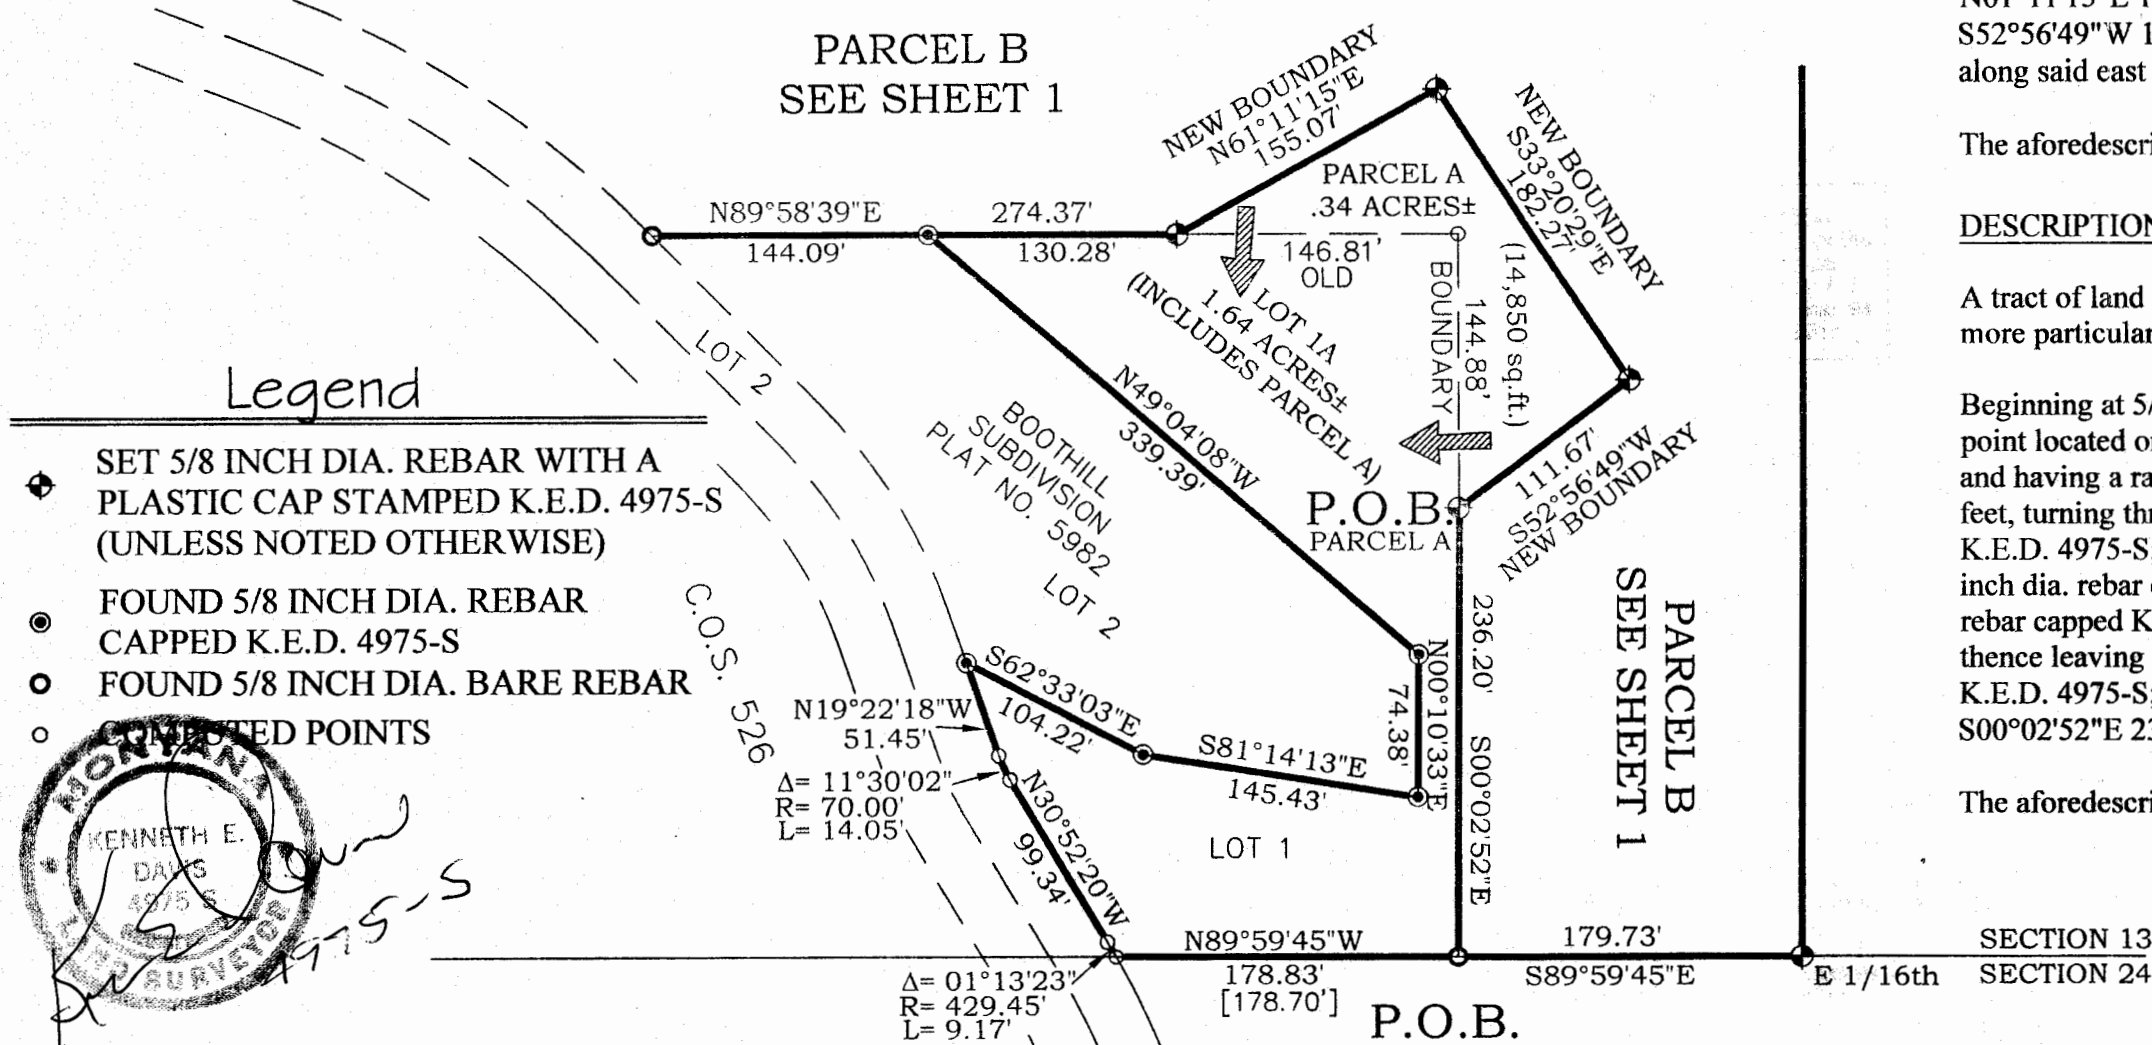 PARCEL B
SEE SHEET 1
NEW BOUNDARY
N61°11'15"E
155.07'
NEW BOUNDARY
S33°20'29"E
182.27'
PARCEL A
.34 ACRES±
(14,850 sq.ft.)
N89°58'39"E
144.09'
274.37'
130.28'
146.81'
OLD
BOUNDARY
144.88'
LOT 1A
1.64 ACRES±
(INCLUDES PARCEL A)
111.67'
S52°56'49"W
NEW BOUNDARY
LOT 2
N49°04'08"W
339.39'
BOOTHILL
SUBDIVISION
PLAT NO. 5982
LOT 2
P.O.B.
PARCEL A
C.O.S. 526
PARCEL B
SEE SHEET 1
236.20'
S00°02'52"E
N00°10'33"E
74.38'
S62°33'03"E
104.22'
S81°14'13"E
145.43'
N19°22'18"W
51.45'
Δ= 11°30'02"
R= 70.00'
L= 14.05'
N30°52'20"W
99.34'
LOT 1
N89°59'45"W
178.83'
[178.70']
179.73'
S89°59'45"E
Δ= 01°13'23"
R= 429.45'
L= 9.17'
P.O.B.
E 1/16th
SECTION 13
SECTION 24
Legend
SET 5/8 INCH DIA. REBAR WITH A
PLASTIC CAP STAMPED K.E.D. 4975-S
(UNLESS NOTED OTHERWISE)
FOUND 5/8 INCH DIA. REBAR
CAPPED K.E.D. 4975-S
FOUND 5/8 INCH DIA. BARE REBAR
COMPUTED POINTS
MONTANA
KENNETH E.
DAVIS
4975 S
SURVEYOR
4975-S
S52°56'49"W 1
along said east
The aforedescri
DESCRIPTION
A tract of land
more particular
Beginning at 5/
point located o
and having a ra
feet, turning thr
K.E.D. 4975-S
inch dia. rebar
rebar capped K
thence leaving
K.E.D. 4975-S;
S00°02'52"E 2
The aforedescri